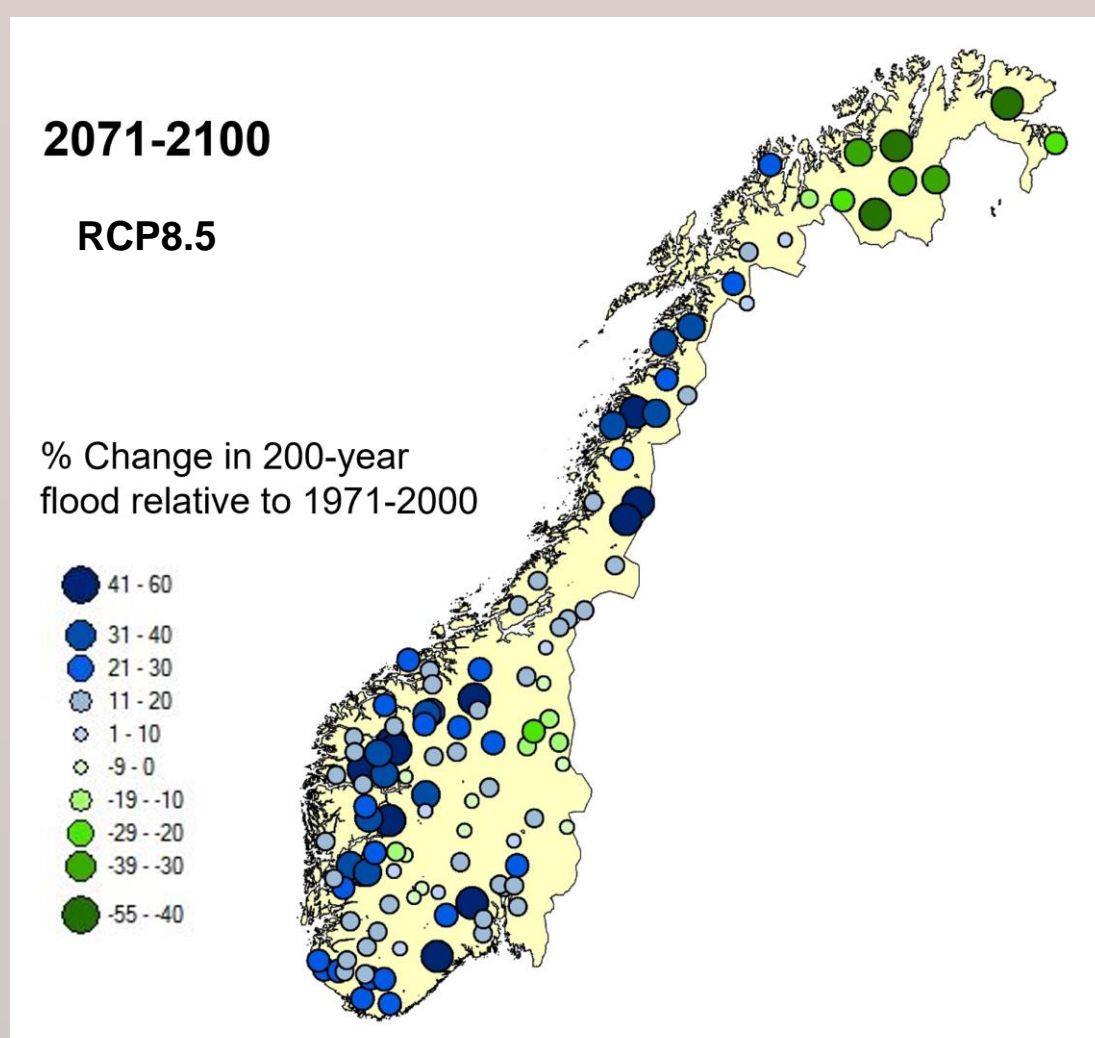 2071-2100
RCP8.5
% Change in 200-year
flood relative to 1971-2000
41 - 60
31 - 40
21 - 30
11 - 20
1 - 10
-9 - 0
-19 - -10
-29 - -20
-39 - -30
-55 - -40